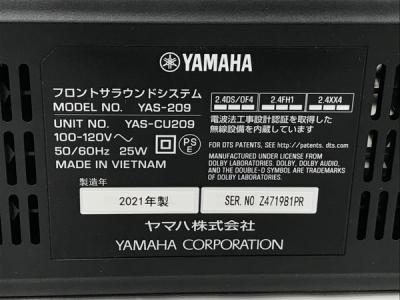 YAMAHA
フロントサラウンドシステム
MODEL NO. YAS-209
UNIT NO. YAS-CU209
100-120V~
50/60Hz 25W
MADE IN VIETNAM
PS
E
2.4DS/OF4 2.4FH1 2.4XX4
電波法工事設計認証を取得した
無線設備を内蔵しています。
FOR DTS PATENTS, SEE http://patents. dts.com
MANUFACTURED UNDER LICENSE FROM DOLBY
LABORATORIES. DOLBY, DOLBY AUDIO,
AND THE DOUBLE-D SYMBOL ARE TRADEMARKS
OF DOLBY LABORATORIES.
製造年
2021年製
SER. NO Z471981PR
ヤマハ株式会社
YAMAHA CORPORATION